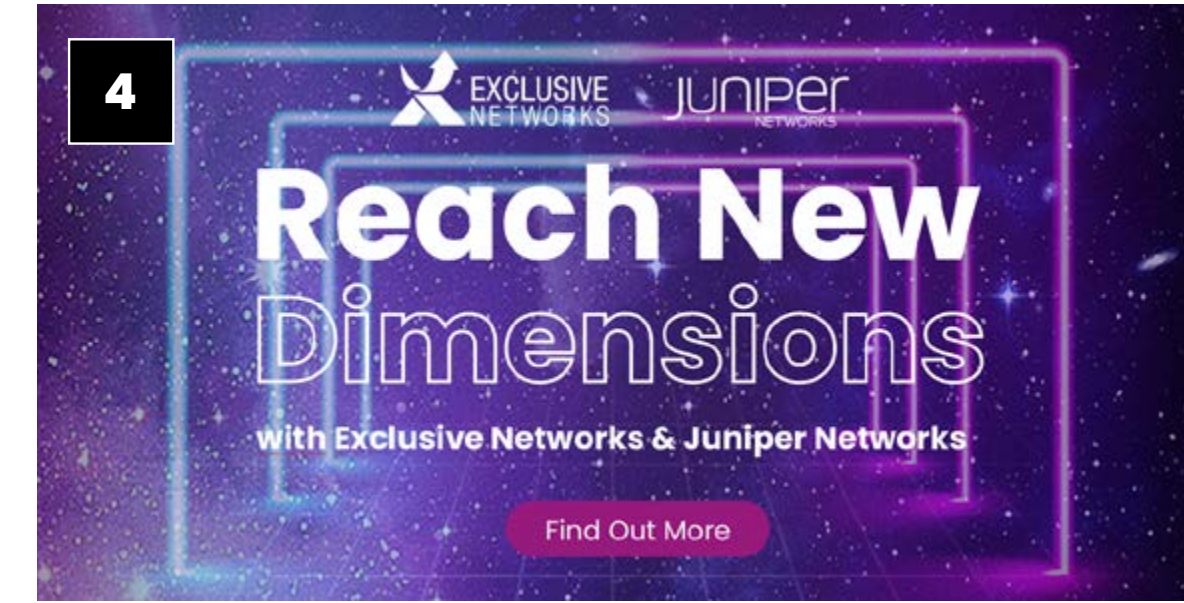 4
EXCLUSIVE
NETWORKS
JUNIPer
NETWORKS
Reach New
Dimensions
with Exclusive Networks & Juniper Networks
Find Out More